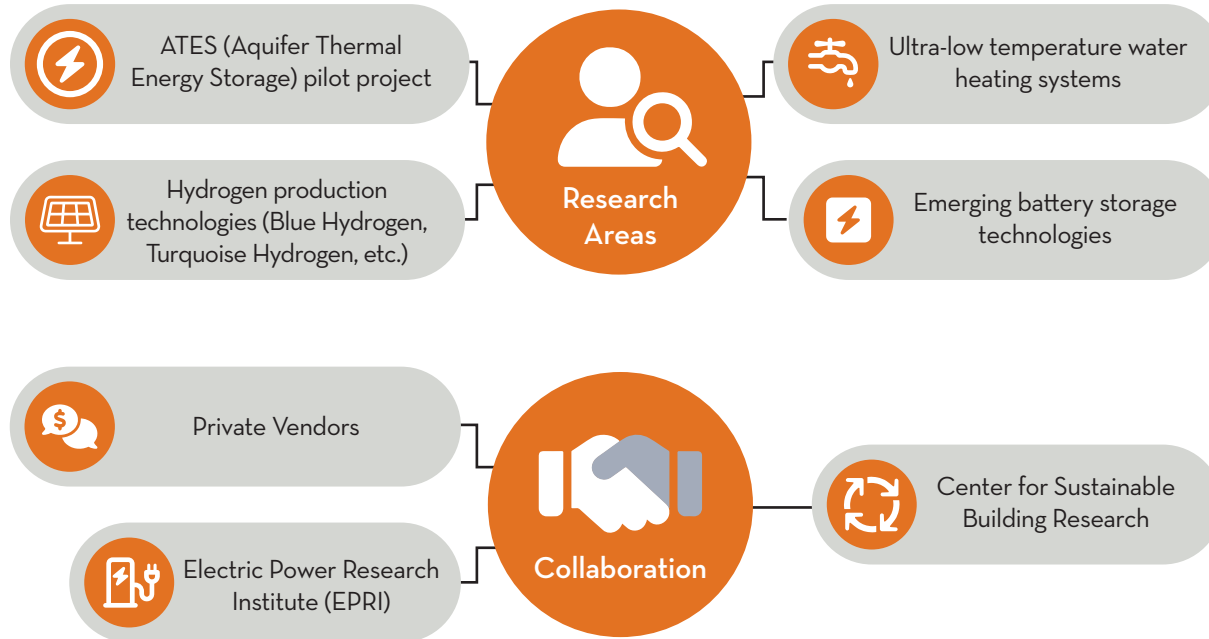 ATES (Aquifer Thermal
Energy Storage) pilot project
Ultra-low temperature water
heating systems
Hydrogen production
technologies (Blue Hydrogen,
Turquoise Hydrogen, etc.)
Research
Areas
Emerging battery storage
technologies
$
Private Vendors
Electric Power Research
Institute (EPRI)
Collaboration
Center for Sustainable
Building Research